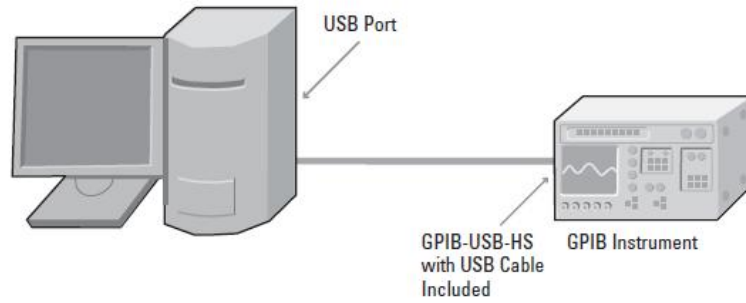 USB Port
GPIB-USB-HS
with USB Cable
Included
GPIB Instrument